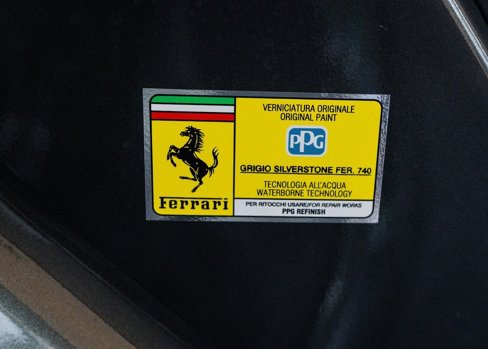 VERNICIATURA ORIGINALE
ORIGINAL PAINT
PPG
GRIGIO SILVERSTONE FER. 740
TECNOLOGIA ALL'ACQUA
WATERBORNE TECHNOLOGY
PER RITOCCHI USARE/FOR REPAIR WORKS
PPG REFINISH
Ferrari